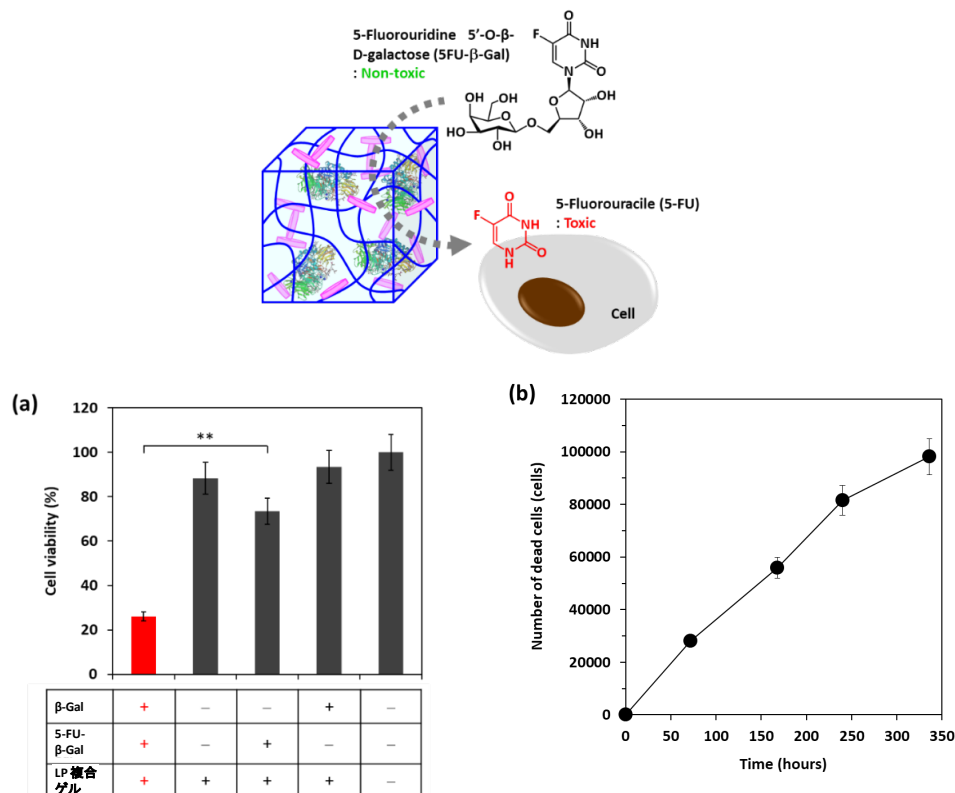 5-Fluorouridine 5’-O-β-
D-galactose (5FU-β-Gal)
: Non-toxic
O
F
NH
N
O
OH
OH
O
HO
OH
O
O
OH
OH
5-Fluorouracile (5-FU)
: Toxic
O
F
NH
N
H
O
Cell
(a)
120
100
80
60
40
20
0
Cell viability (%)
**
β-Gal + – – + –
5-FU-
β-Gal + – + – –
LP 複合
ゲル + + + + –
(b)
120000
100000
80000
60000
40000
20000
0
Number of dead cells (cells)
0 50 100 150 200 250 300 350
Time (hours)